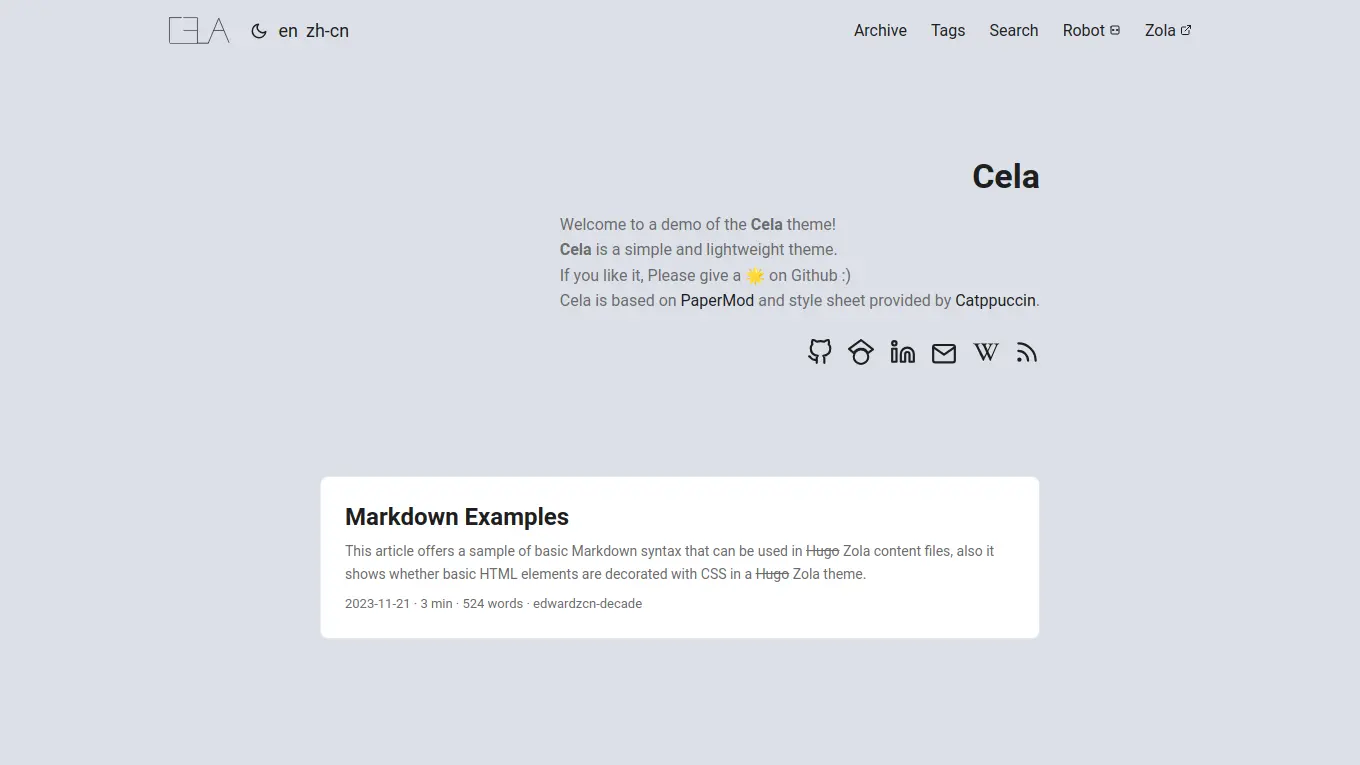 CELA en zh-cn Archive Tags Search Robot Zola
Cela
Welcome to a demo of the Cela theme!
Cela is a simple and lightweight theme.
If you like it, Please give a 🌟 on Github :)
Cela is based on PaperMod and style sheet provided by Catppuccin.
Markdown Examples
This article offers a sample of basic Markdown syntax that can be used in Hugo Zola content files, also it
shows whether basic HTML elements are decorated with CSS in a Hugo Zola theme.
2023-11-21 · 3 min · 524 words · edwardzcn-decade